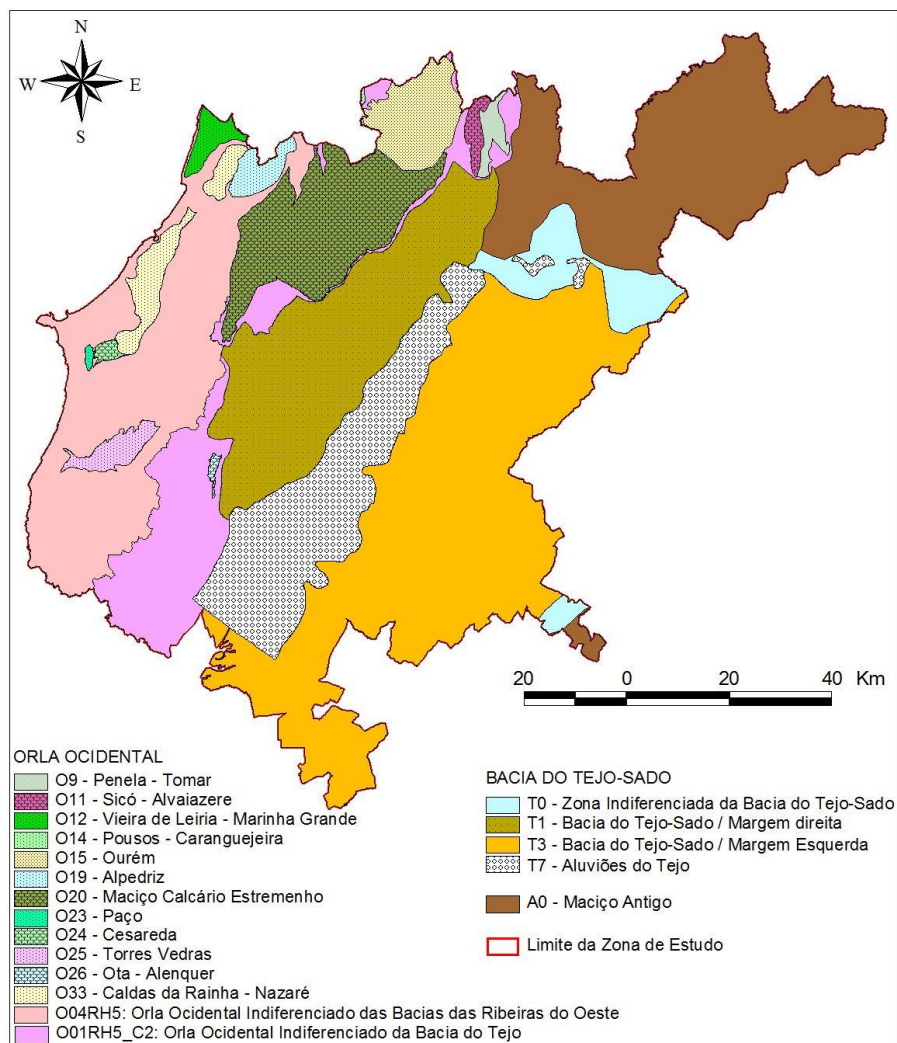 N
W E
S
20 0 20 40 Km
ORLA OCIDENTAL
O9 - Penela - Tomar
O11 - Sicó - Alvaiazere
O12 - Vieira de Leiria - Marinha Grande
O14 - Pousos - Caranguejeira
O15 - Ourém
O19 - Alpedriz
O20 - Maciço Calcário Estremenho
O23 - Paço
O24 - Cesareda
O25 - Torres Vedras
O26 - Ota - Alenquer
O33 - Caldas da Rainha - Nazaré
O04RH5: Orla Ocidental Indiferenciado das Bacias das Ribeiras do Oeste
O01RH5_C2: Orla Ocidental Indiferenciado da Bacia do Tejo
BACIA DO TEJO-SADO
T0 - Zona Indiferenciada da Bacia do Tejo-Sado
T1 - Bacia do Tejo-Sado / Margem direita
T3 - Bacia do Tejo-Sado / Margem Esquerda
T7 - Aluviões do Tejo
A0 - Maciço Antigo
Limite da Zona de Estudo